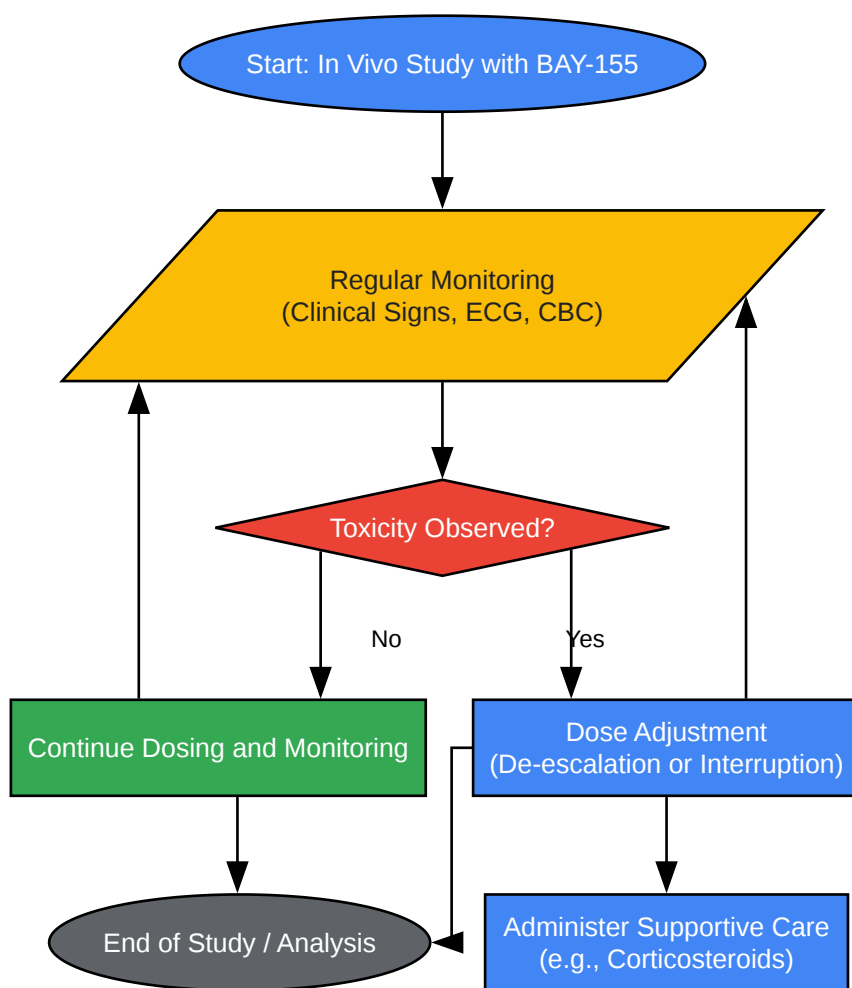 Start: In Vivo Study with BAY-155
Regular Monitoring
(Clinical Signs, ECG, CBC)
Toxicity Observed?
No
Yes
Continue Dosing and Monitoring
Dose Adjustment
(De-escalation or Interruption)
End of Study / Analysis
Administer Supportive Care
(e.g., Corticosteroids)